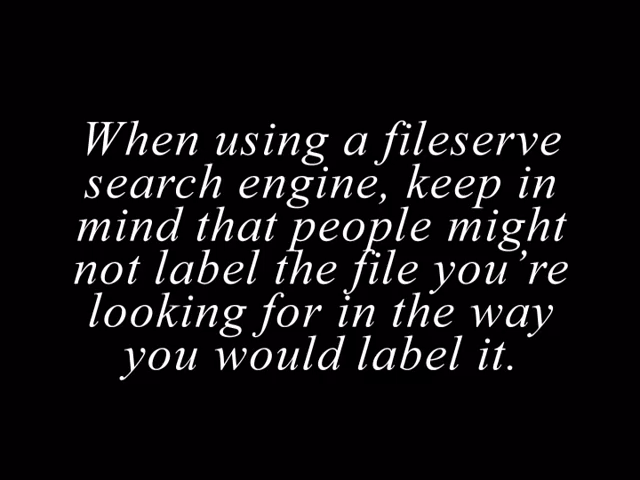 When using a fileserve
search engine, keep in
mind that people might
not label the file you’re
looking for in the way
you would label it.